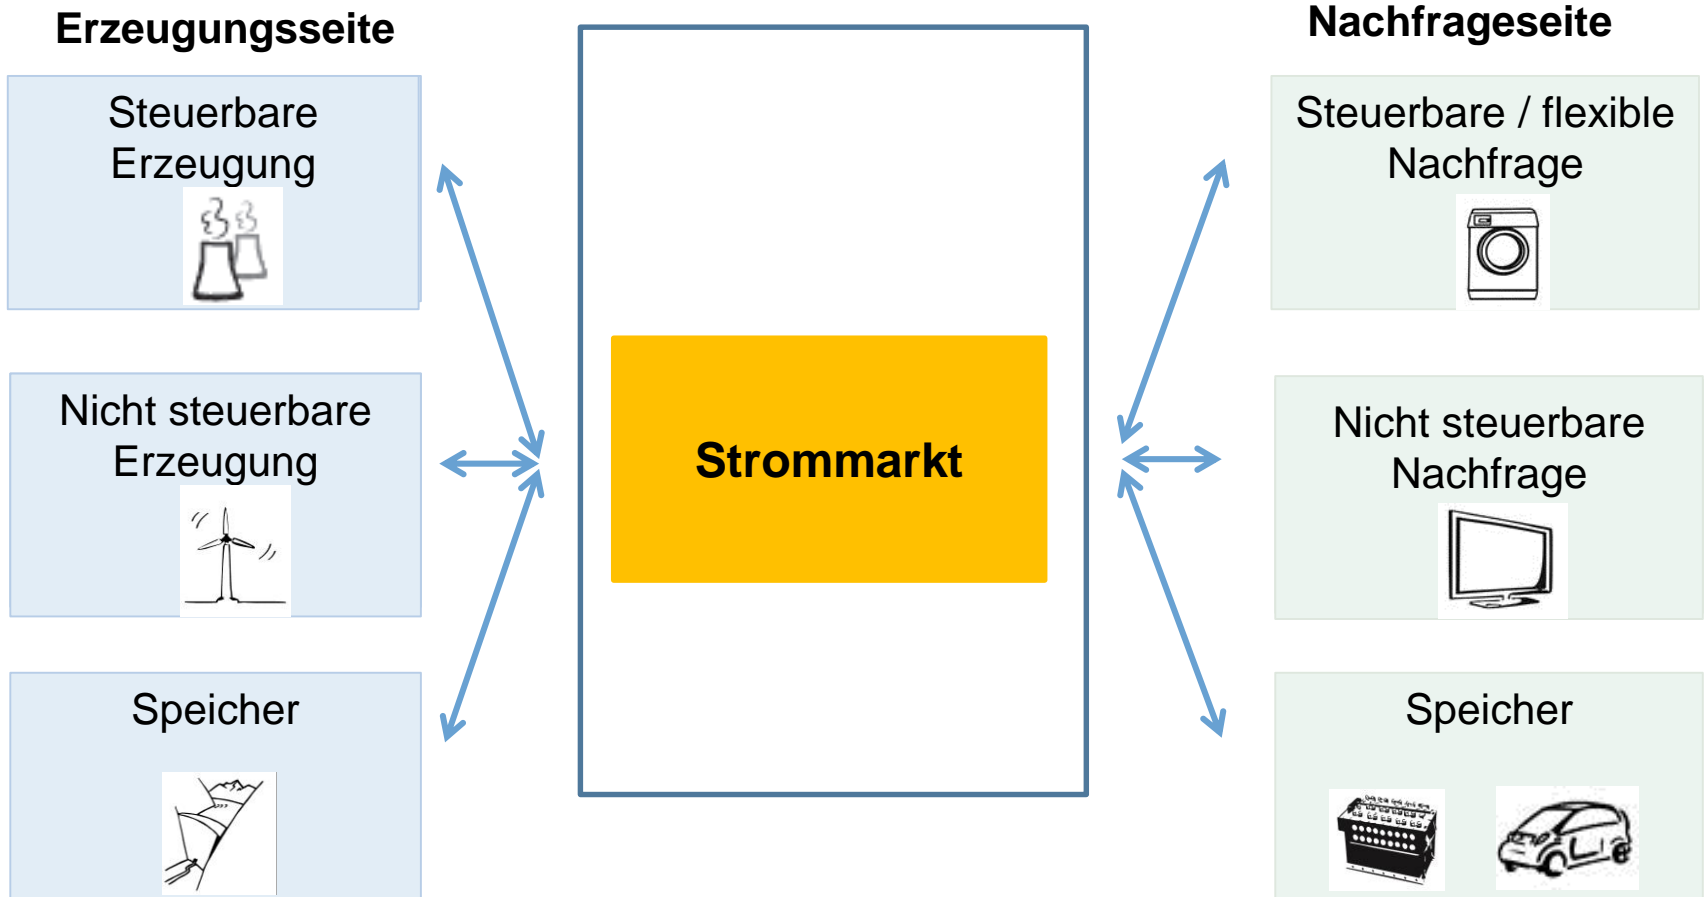 Erzeugungsseite
Steuerbare
Erzeugung
Nicht steuerbare
Erzeugung
Speicher
Strommarkt
Nachfrageseite
Steuerbare / flexible
Nachfrage
Nicht steuerbare
Nachfrage
Speicher